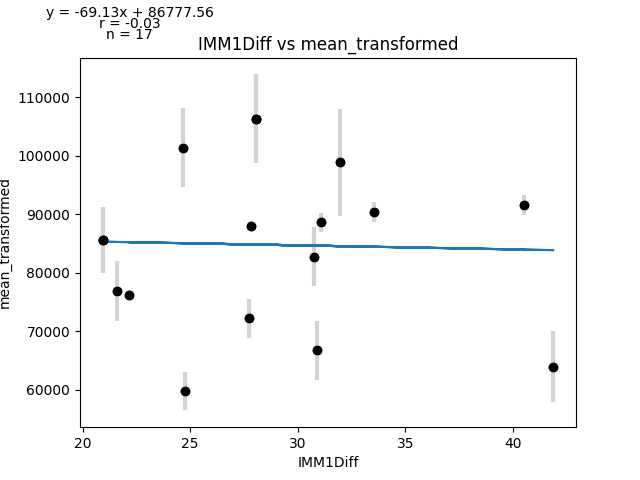 y = -69.13x + 86777.56
r = -0.03
n = 17
IMM1Diff vs mean_transformed
mean_transformed
110000
100000
90000
80000
70000
60000
20
25
30
35
40
IMM1Diff